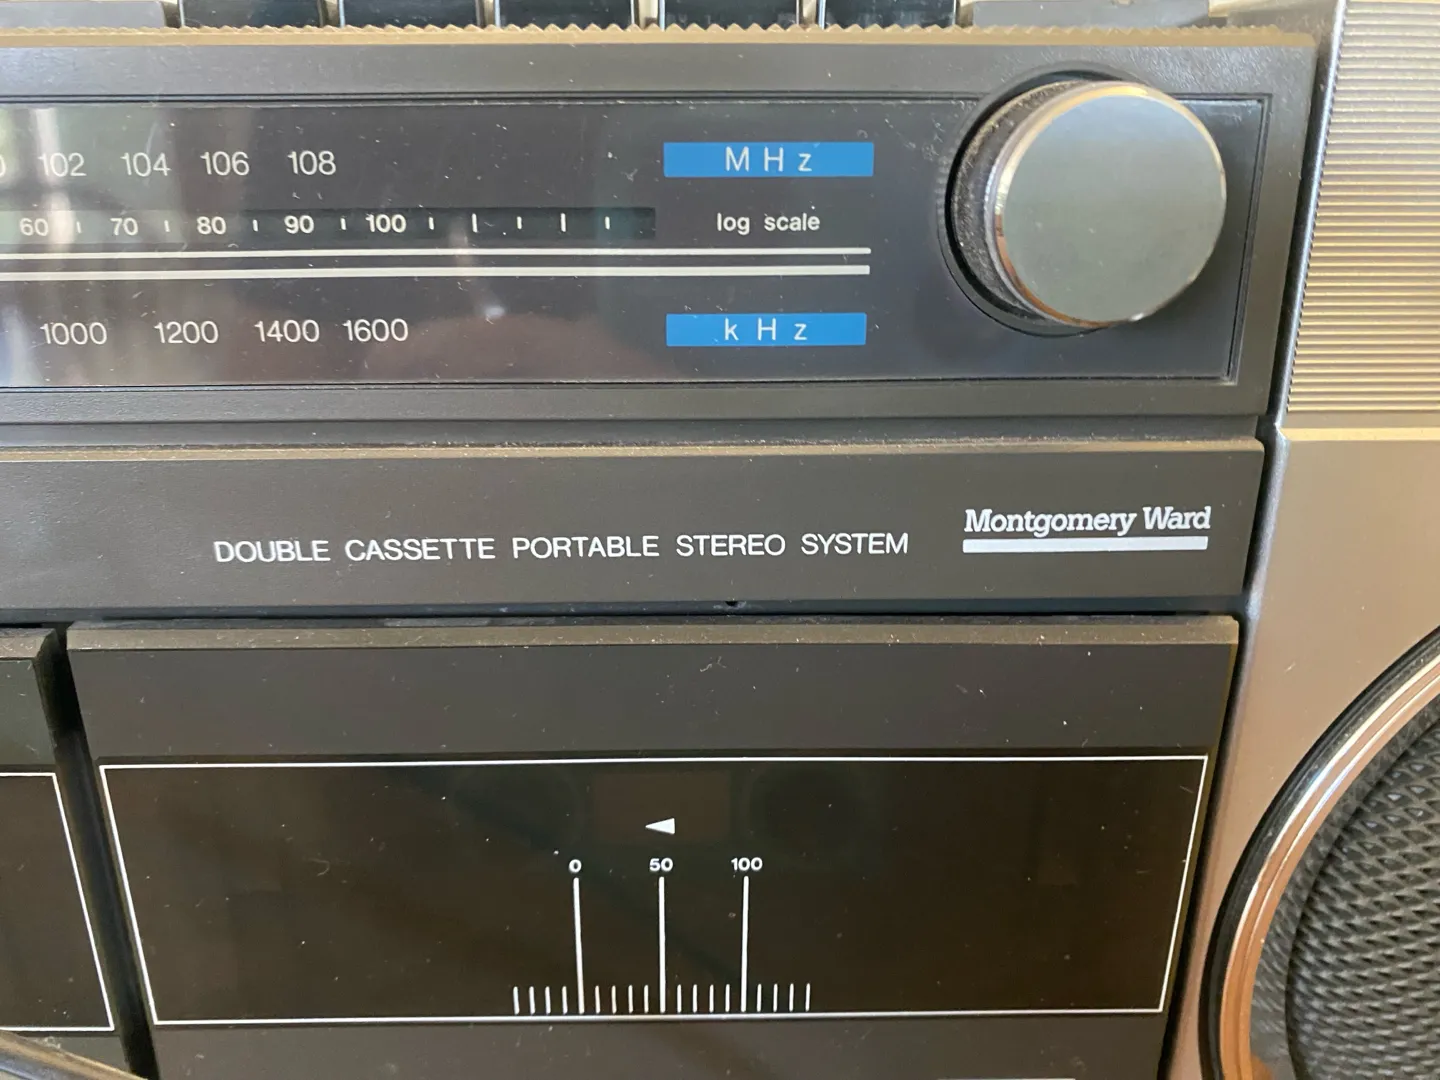 102 104 106 108 MHz
60 70 80 90 100 log scale
1000 1200 1400 1600 kHz
DOUBLE CASSETTE PORTABLE STEREO SYSTEM
Montgomery Ward
0 50 100